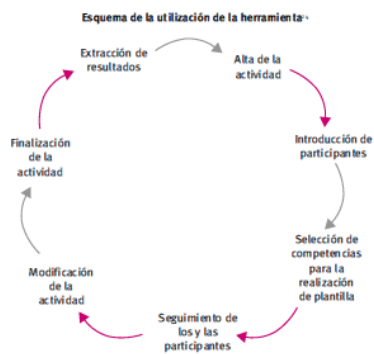 Esquema de la utilización de la herramienta
Extracción de
resultados
Alta de la
actividad
Introducción de
participantes
Selección de
competencias
para la
realización
de plantilla
Seguimiento de
los y las
participantes
Modificación
de la
actividad
Finalización
de la
actividad